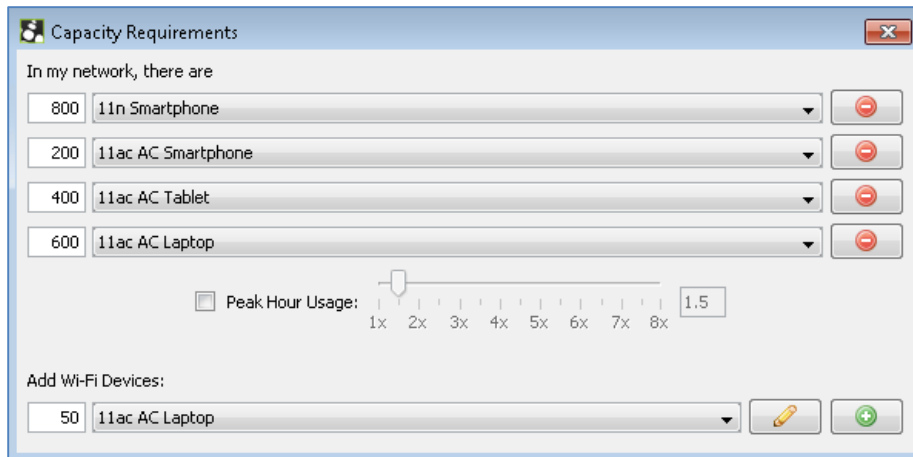 Capacity Requirements
In my network, there are
800 11n Smartphone
200 11ac AC Smartphone
400 11ac AC Tablet
600 11ac AC Laptop
Peak Hour Usage: 1.5
1x 2x 3x 4x 5x 6x 7x 8x
Add Wi-Fi Devices:
50 11ac AC Laptop